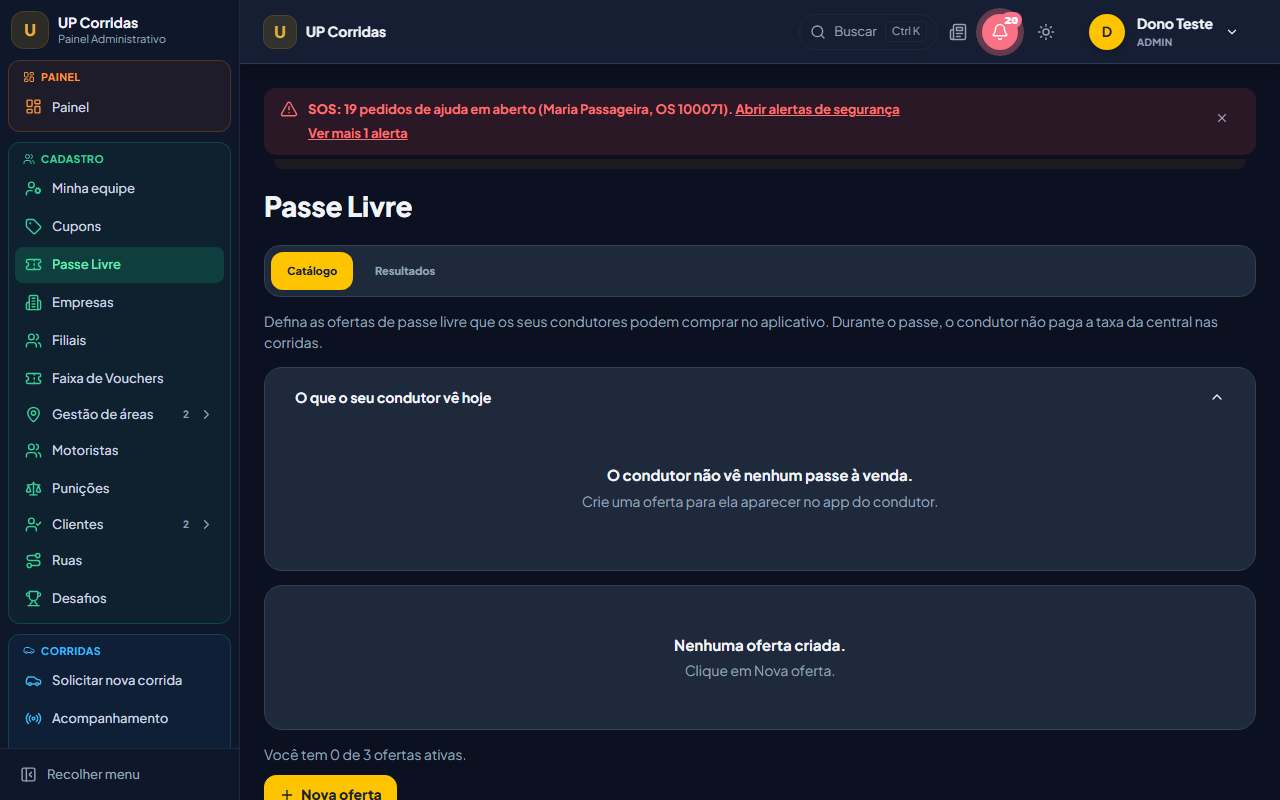 U
UP Corridas
Painel Administrativo
PAINEL
Painel
CADASTRO
Minha equipe
Cupons
Passe Livre
Empresas
Filiais
Faixa de Vouchers
Gestão de áreas 2
Motoristas
Punições
Clientes 2
Ruas
Desafios
CORRIDAS
Solicitar nova corrida
Acompanhamento
Recolher menu
U UP Corridas
Buscar Ctrl K
20
D
Dono Teste
ADMIN
SOS: 19 pedidos de ajuda em aberto (Maria Passageira, OS 100071). Abrir alertas de segurança
Ver mais 1 alerta
Passe Livre
Catálogo Resultados
Defina as ofertas de passe livre que os seus condutores podem comprar no aplicativo. Durante o passe, o condutor não paga a taxa da central nas
corridas.
O que o seu condutor vê hoje
O condutor não vê nenhum passe à venda.
Crie uma oferta para ela aparecer no app do condutor.
Nenhuma oferta criada.
Clique em Nova oferta.
Você tem 0 de 3 ofertas ativas.
+ Nova oferta